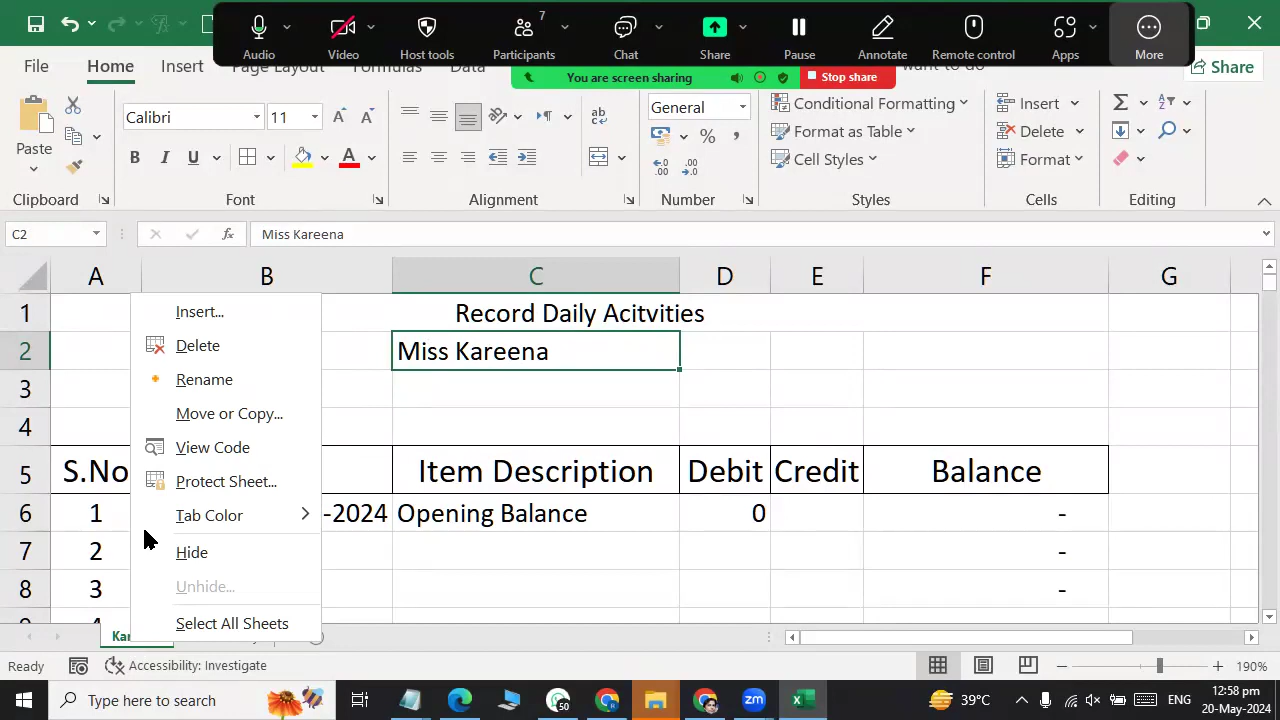 7
Audio
Video
Host tools
Participants
Chat
Share
Pause
Annotate
Remote control
Apps
More
You are screen sharing
Stop share
File
Home
Insert
Page Layout
Formulas
Data
want to do
Share
Paste
Calibri
11
B I U
A
General
Conditional Formatting
Format as Table
Cell Styles
Insert
Delete
Format
Clipboard
Font
Alignment
Number
Styles
Cells
Editing
C2
fx
Miss Kareena
A B C D E F G
1 Record Daily Acitvities
2 Miss Kareena
3
4
5 S.No Item Description Debit Credit Balance
6 1 -2024 Opening Balance 0 -
7 2 -
8 3 -
Insert...
Delete
Rename
Move or Copy...
View Code
Protect Sheet...
Tab Color
Hide
Unhide...
Select All Sheets
Ready
Accessibility: Investigate
190%
Type here to search
50
zm
39°C
ENG
12:58 pm
20-May-2024